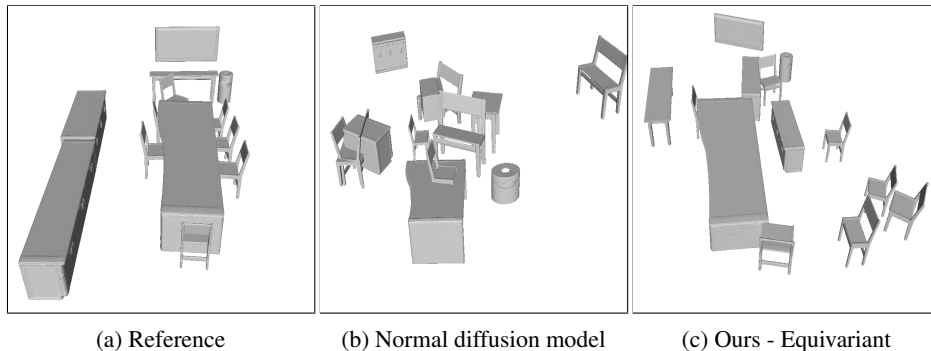 (a) Reference
(b) Normal diffusion model
(c) Ours - Equivariant